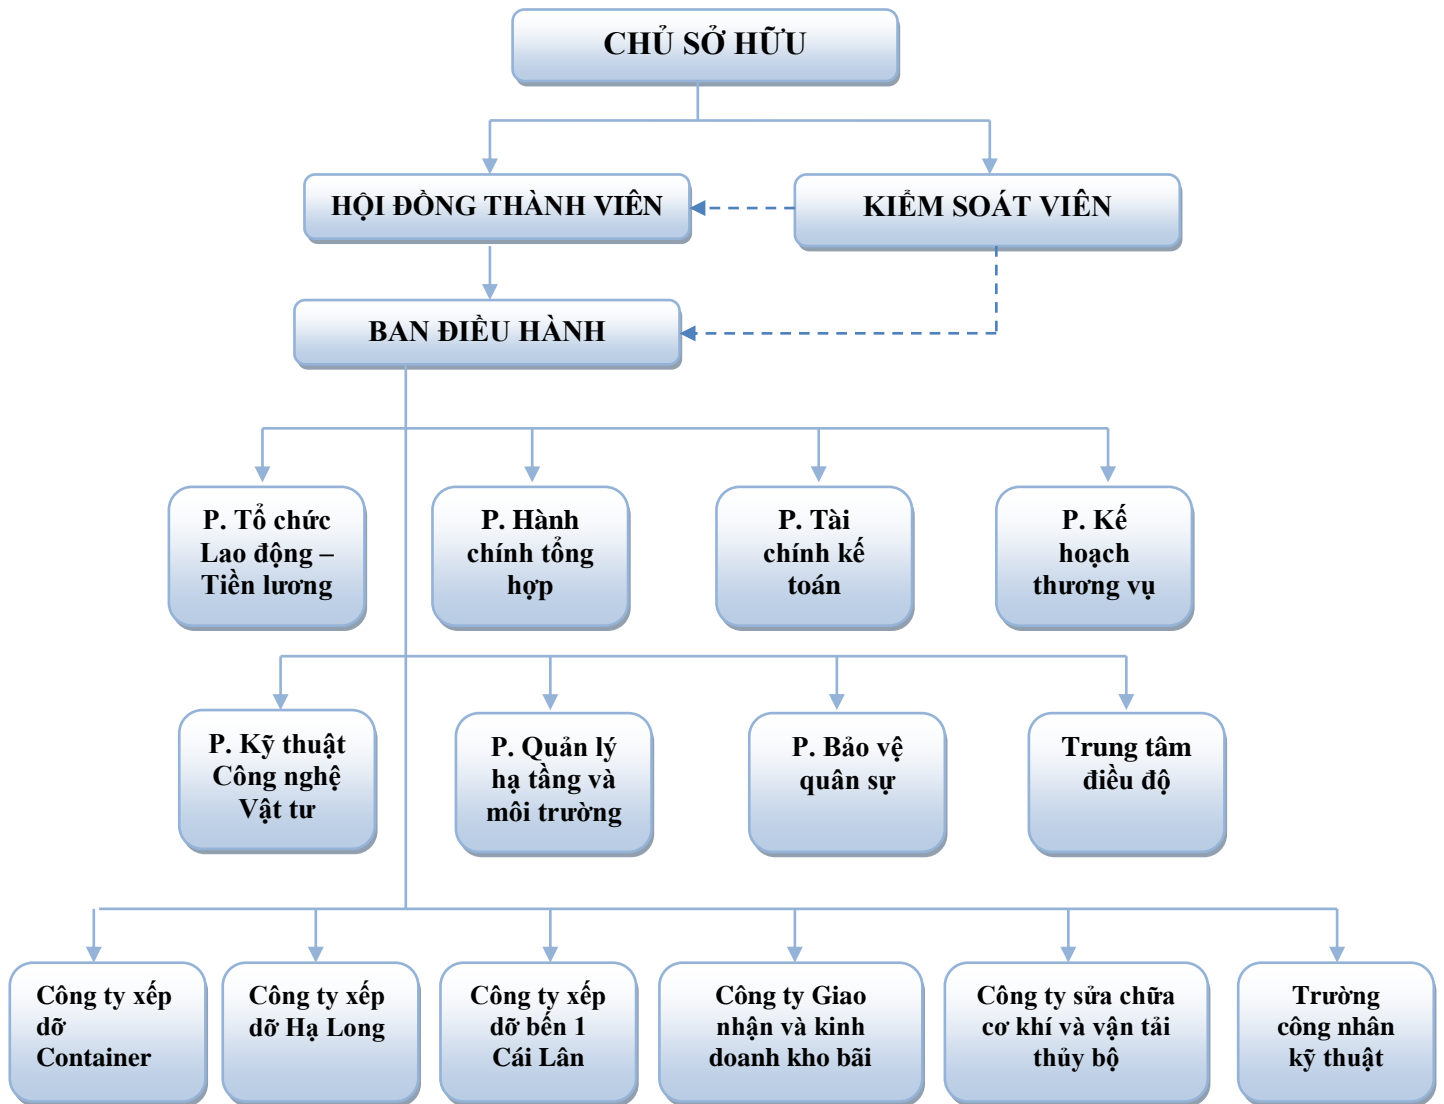 CHỦ SỞ HỮU
HỘI ĐỒNG THÀNH VIÊN
KIỂM SOÁT VIÊN
BAN ĐIỀU HÀNH
P. Tổ chức
Lao động –
Tiền lương
P. Hành
chính tổng
hợp
P. Tài
chính kế
toán
P. Kế
hoạch
thương vụ
P. Kỹ thuật
Công nghệ
Vật tư
P. Quản lý
hạ tầng và
môi trường
P. Bảo vệ
quân sự
Trung tâm
điều độ
Công ty xếp
dỡ
Container
Công ty xếp
dỡ Hạ Long
Công ty xếp
dỡ bến 1
Cái Lân
Công ty Giao
nhận và kinh
doanh kho bãi
Công ty sửa chữa
cơ khí và vận tải
thủy bộ
Trường
công nhân
kỹ thuật